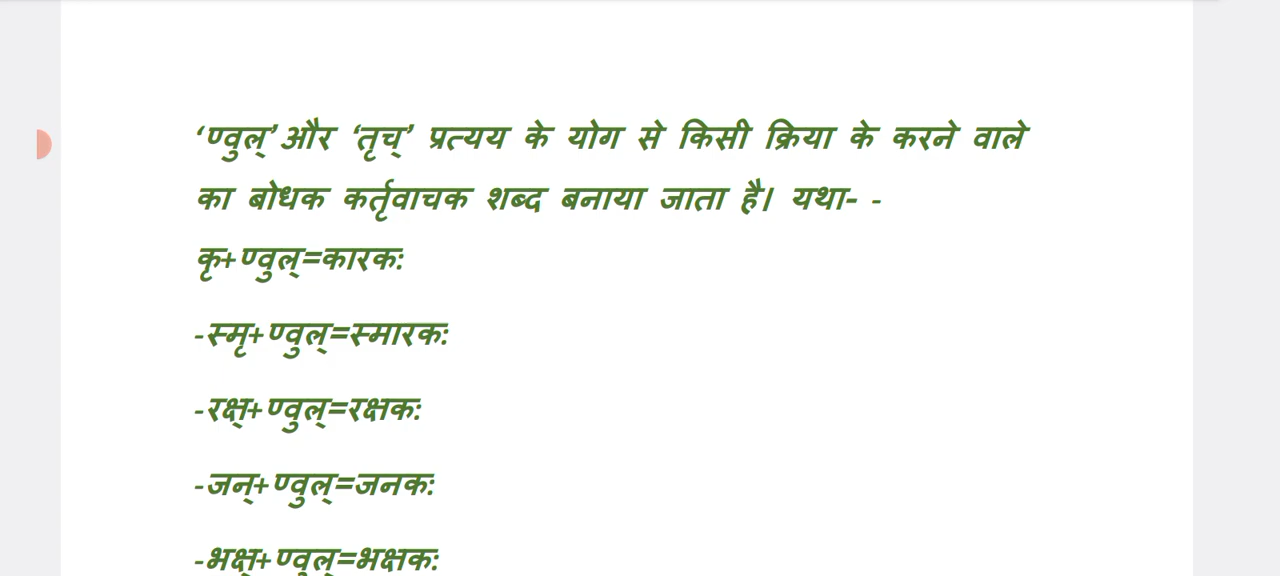 ‘ण्वुल्’ और ‘तृच्’ प्रत्यय के योग से किसी क्रिया के करने वाले
का बोधक कर्तृवाचक शब्द बनाया जाता है। यथा- -
कृ+ण्वुल्=कारक:
-स्मृ+ण्वुल्=स्मारक:
-रक्ष्+ण्वुल्=रक्षक:
-जन्+ण्वुल्=जनक:
-भक्ष्+ण्वुल्=भक्षक: